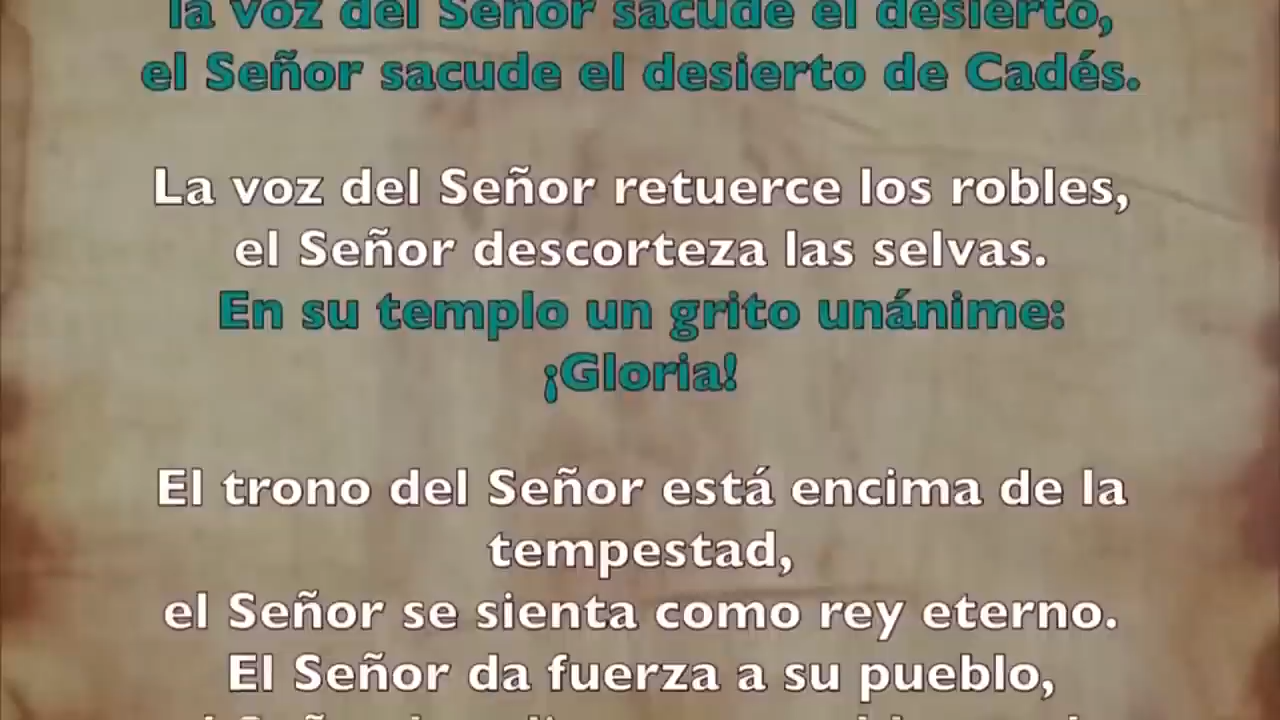 la voz del Señor sacude el desierto,
el Señor sacude el desierto de Cadés.
La voz del Señor retuerce los robles,
el Señor descorteza las selvas.
En su templo un grito unánime:
¡Gloria!
El trono del Señor está encima de la
tempestad,
el Señor se sienta como rey eterno.
El Señor da fuerza a su pueblo,